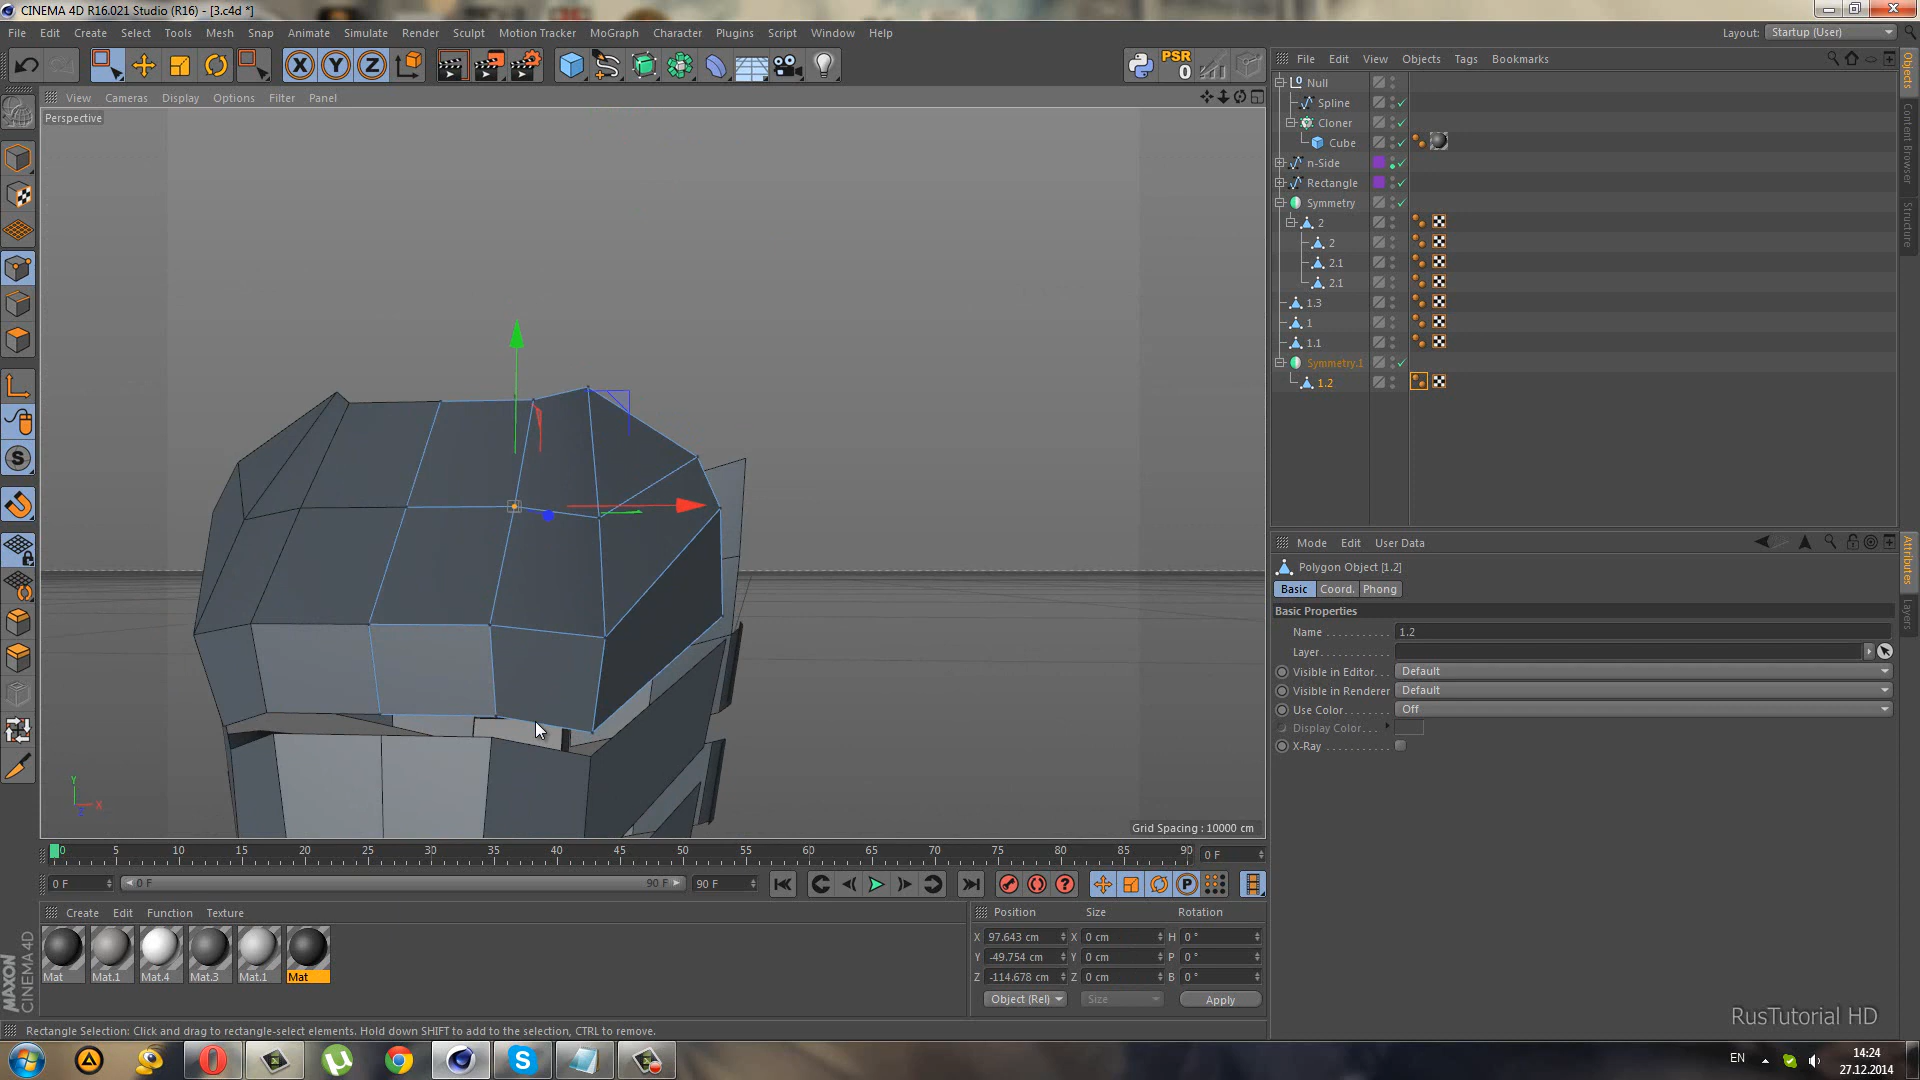 CINEMA 4D R16.021 Studio (R16) - [3.c4d *]
File Edit Create Select Tools Mesh Snap Animate Simulate Render Sculpt Motion Tracker MoGraph Character Plugins Script Window Help
Layout: Startup (User)
X Y Z PSR 0
View Cameras Display Options Filter Panel
File Edit View Objects Tags Bookmarks
Perspective
Null
Spline
Cloner
Cube
n-Side
Rectangle
Symmetry
2
2
2.1
2.1
1.3
1
1.1
Symmetry.1
1.2
Objects
Content Browser
Structure
Mode Edit User Data
Polygon Object [1.2]
Basic Coord. Phong
Basic Properties
Name 1.2
Layer
Visible in Editor Default
Visible in Renderer Default
Use Color Off
Display Color
X-Ray
Attributes
Layers
Y
X
Z
Grid Spacing : 10000 cm
0 5 10 15 20 25 30 35 40 45 50 55 60 65 70 75 80 85 90 0 F
0 F 0 F 90 F 90 F
Create Edit Function Texture
Position Size Rotation
X 97.643 cm X 0 cm H 0 °
Y -49.754 cm Y 0 cm P 0 °
Z -114.678 cm Z 0 cm B 0 °
Object (Rel) Size Apply
Mat Mat.1 Mat.4 Mat.3 Mat.1 Mat
MAXON
CINEMA 4D
RusTutorial HD
Rectangle Selection: Click and drag to rectangle-select elements. Hold down SHIFT to add to the selection, CTRL to remove.
EN
14:24
27.12.2014